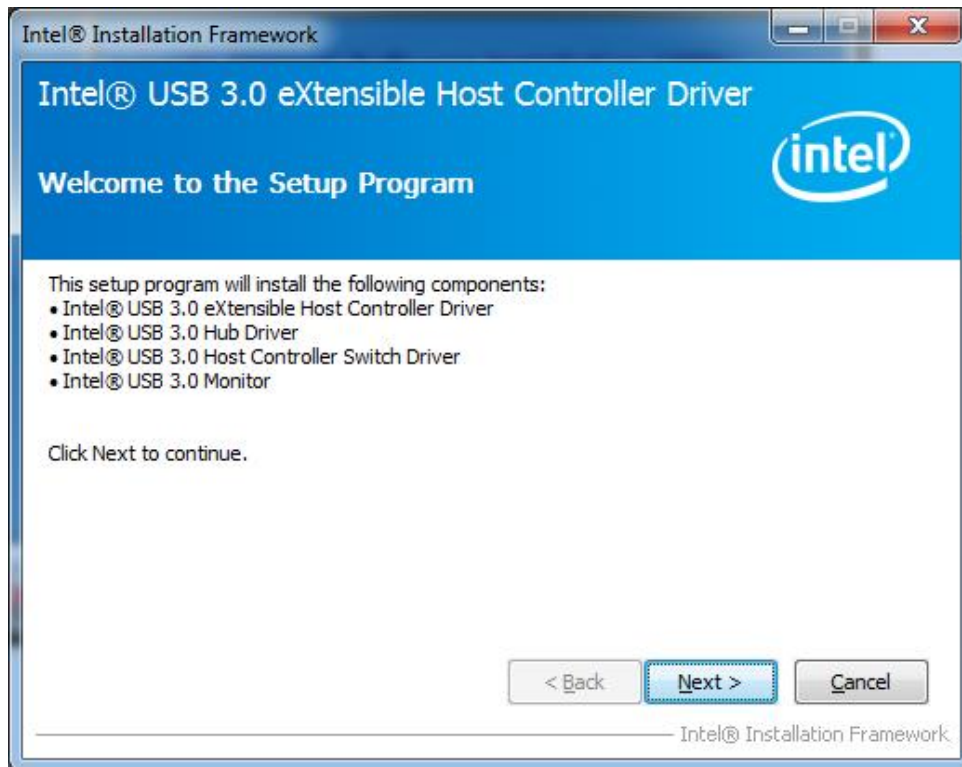 Intel® Installation Framework
Intel® USB 3.0 eXtensible Host Controller Driver
intel
Welcome to the Setup Program
This setup program will install the following components:
• Intel® USB 3.0 eXtensible Host Controller Driver
• Intel® USB 3.0 Hub Driver
• Intel® USB 3.0 Host Controller Switch Driver
• Intel® USB 3.0 Monitor
Click Next to continue.
< Back Next > Cancel
Intel® Installation Framework